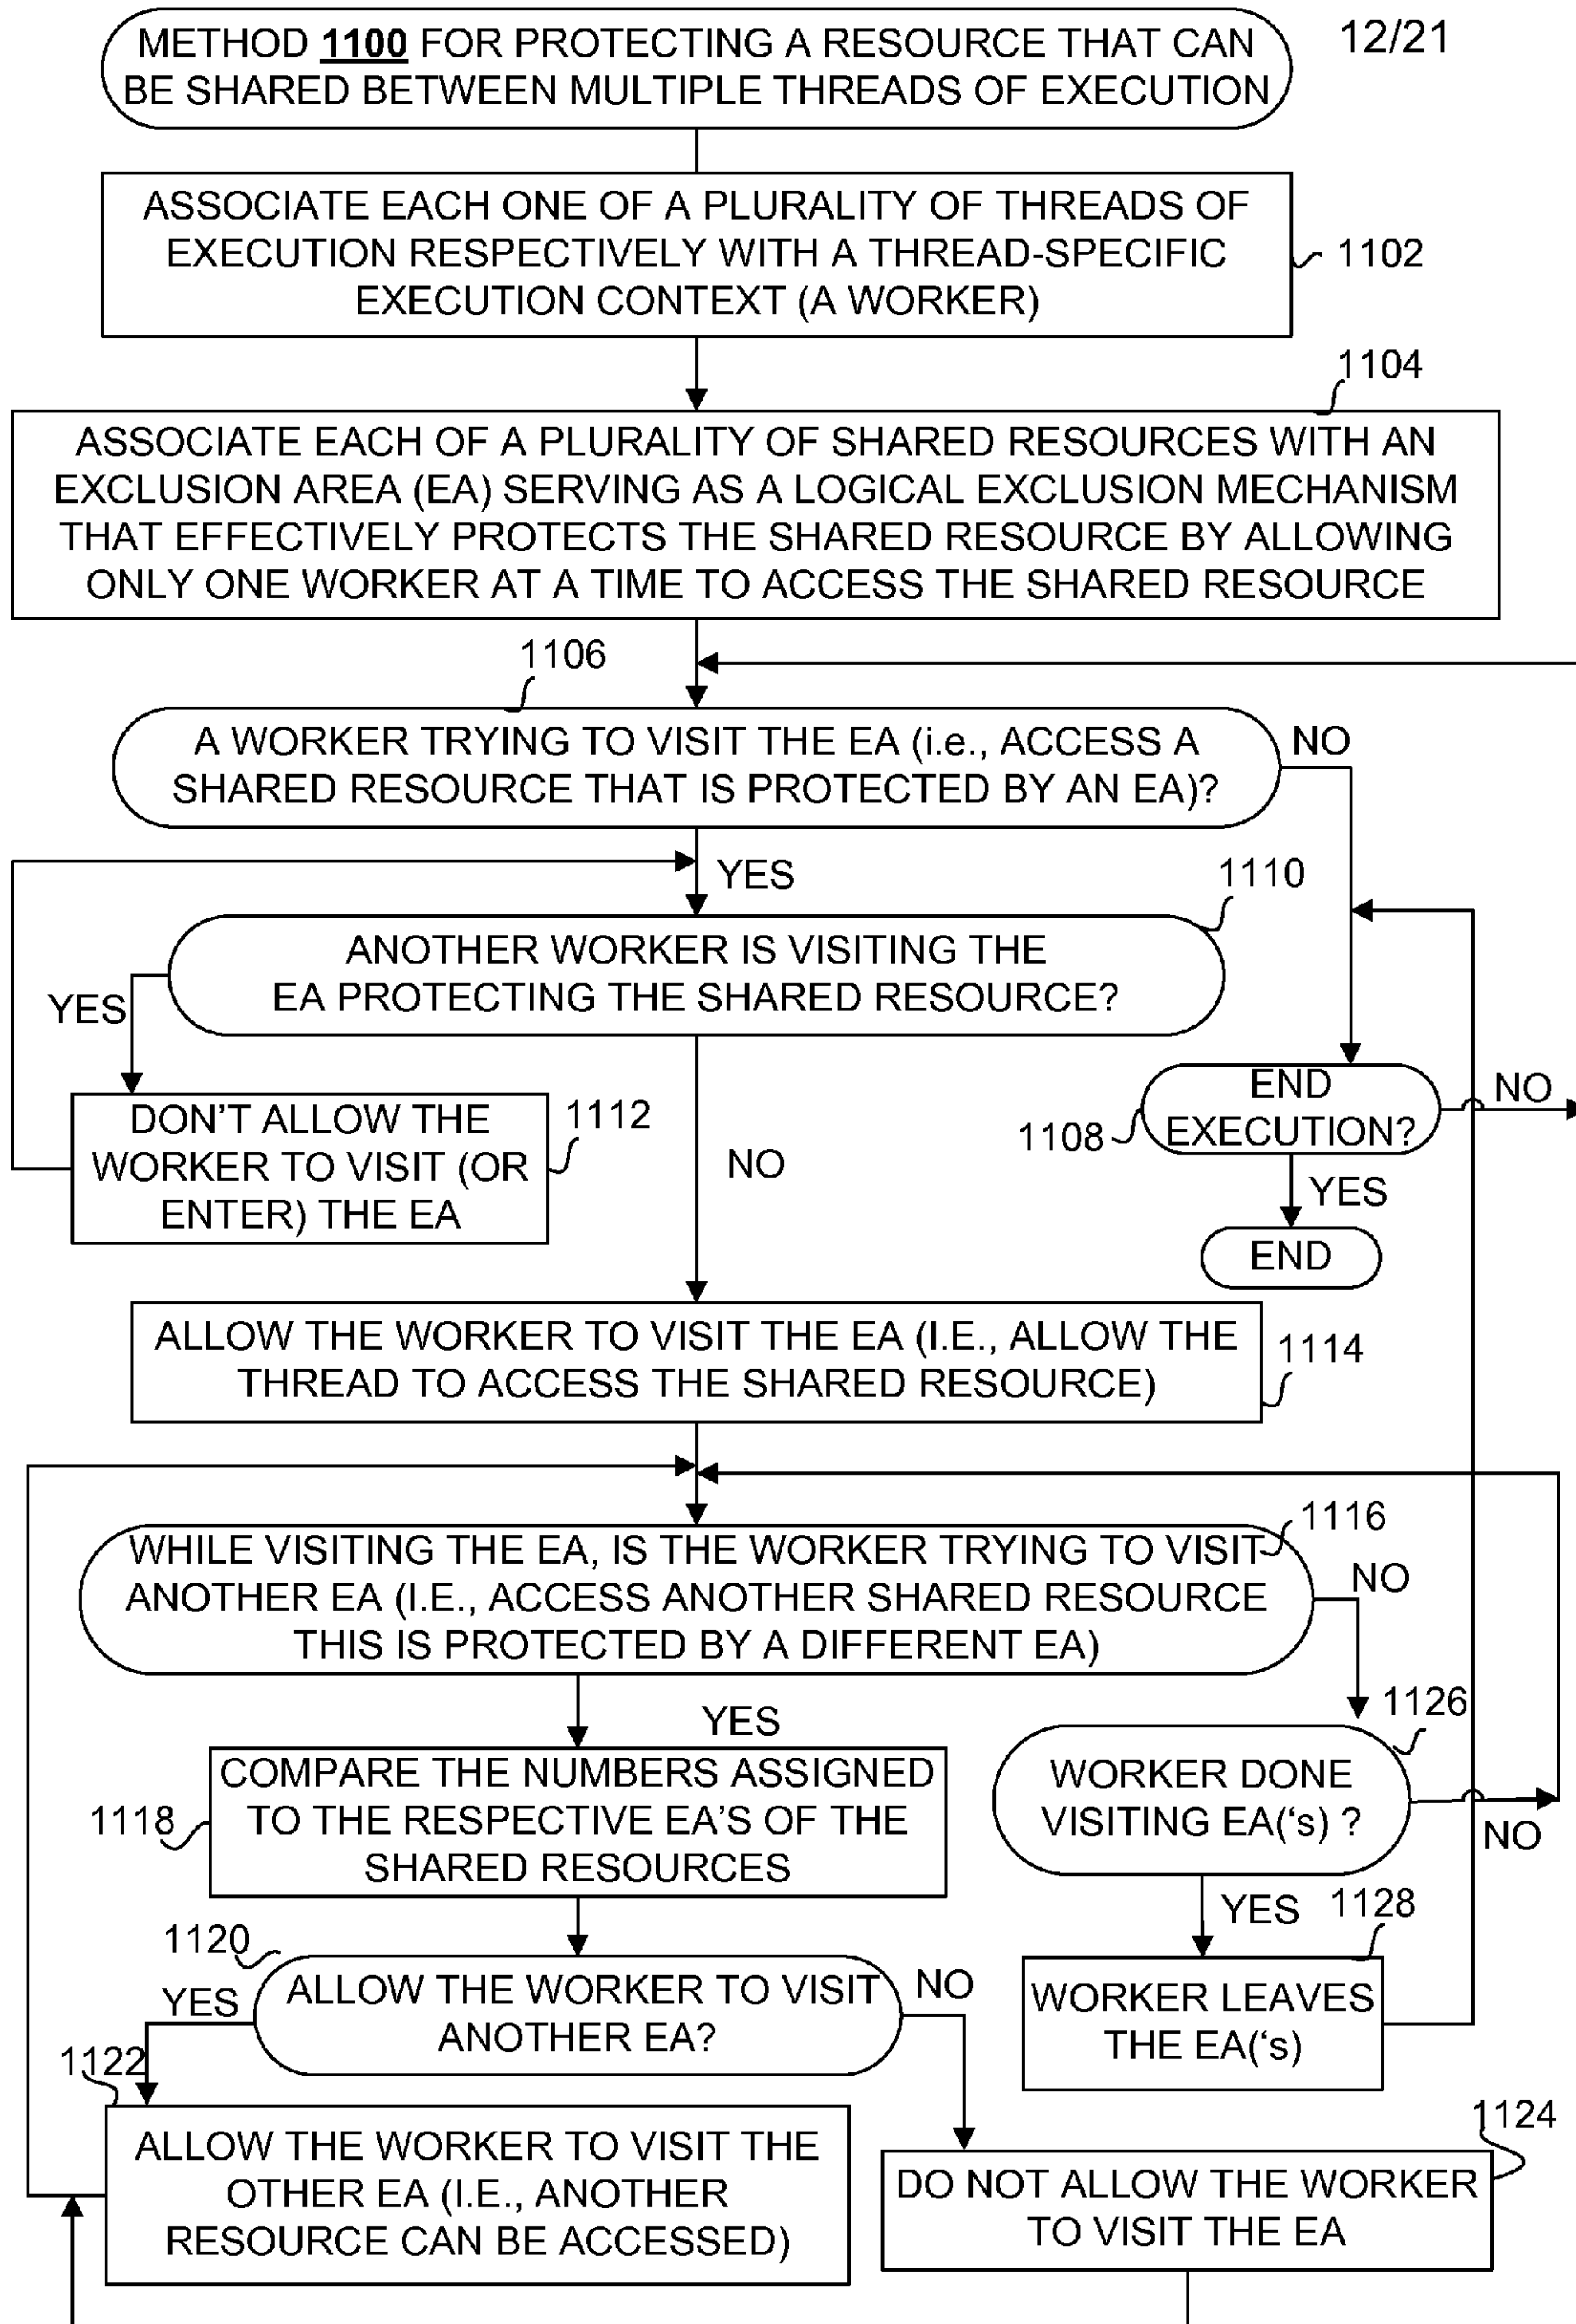 METHOD 1100 FOR PROTECTING A RESOURCE THAT CAN
BE SHARED BETWEEN MULTIPLE THREADS OF EXECUTION
12/21
ASSOCIATE EACH ONE OF A PLURALITY OF THREADS OF
EXECUTION RESPECTIVELY WITH A THREAD-SPECIFIC
EXECUTION CONTEXT (A WORKER)
1102
1104
ASSOCIATE EACH OF A PLURALITY OF SHARED RESOURCES WITH AN
EXCLUSION AREA (EA) SERVING AS A LOGICAL EXCLUSION MECHANISM
THAT EFFECTIVELY PROTECTS THE SHARED RESOURCE BY ALLOWING
ONLY ONE WORKER AT A TIME TO ACCESS THE SHARED RESOURCE
1106
A WORKER TRYING TO VISIT THE EA (i.e., ACCESS A
SHARED RESOURCE THAT IS PROTECTED BY AN EA)?
NO
YES
1110
ANOTHER WORKER IS VISITING THE
EA PROTECTING THE SHARED RESOURCE?
YES
DON'T ALLOW THE
WORKER TO VISIT (OR
ENTER) THE EA
1112
NO
END
EXECUTION?
1108
NO
YES
END
ALLOW THE WORKER TO VISIT THE EA (I.E., ALLOW THE
THREAD TO ACCESS THE SHARED RESOURCE)
1114
1116
WHILE VISITING THE EA, IS THE WORKER TRYING TO VISIT
ANOTHER EA (I.E., ACCESS ANOTHER SHARED RESOURCE
THIS IS PROTECTED BY A DIFFERENT EA)
NO
YES
1126
COMPARE THE NUMBERS ASSIGNED
TO THE RESPECTIVE EA'S OF THE
SHARED RESOURCES
1118
WORKER DONE
VISITING EA('s) ?
NO
YES
1128
1120
ALLOW THE WORKER TO VISIT
ANOTHER EA?
YES
NO
WORKER LEAVES
THE EA('s)
1122
ALLOW THE WORKER TO VISIT THE
OTHER EA (I.E., ANOTHER
RESOURCE CAN BE ACCESSED)
1124
DO NOT ALLOW THE WORKER
TO VISIT THE EA